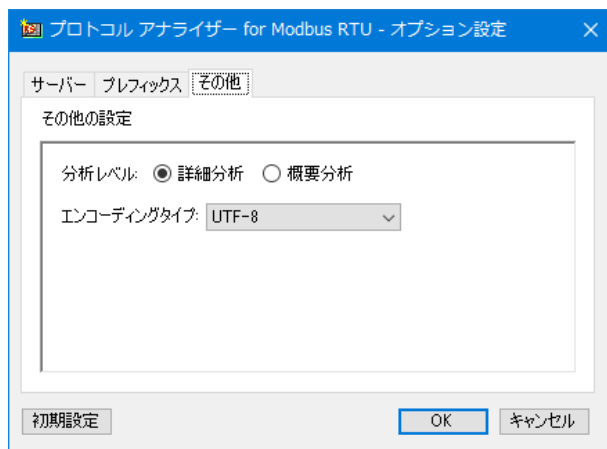 プロトコル アナライザー for Modbus RTU - オプション設定
サーバー プレフィックス その他
その他の設定
分析レベル: 詳細分析 概要分析
エンコーディングタイプ: UTF-8
初期設定 OK キャンセル